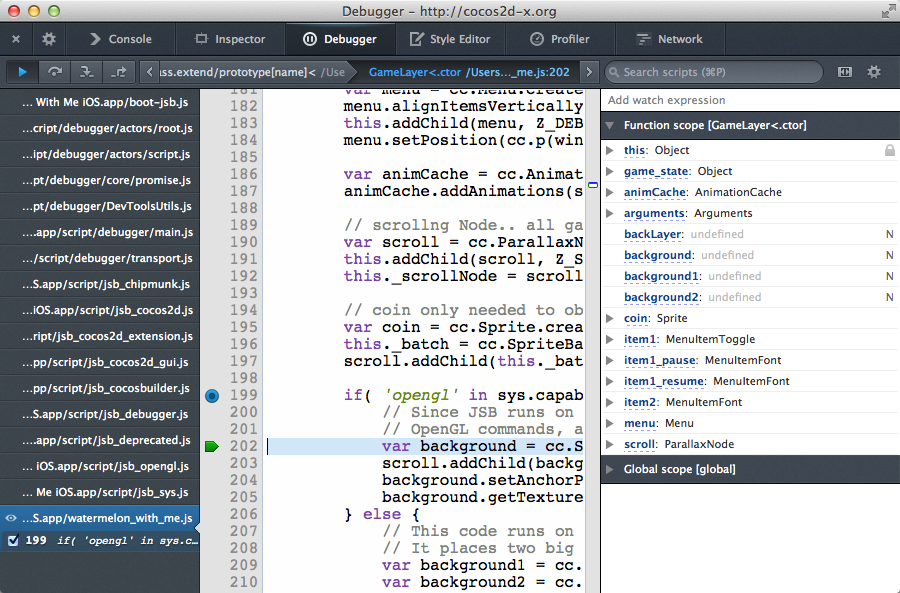 Debugger - http://cocos2d-x.org
Console
Inspector
Debugger
Style Editor
Profiler
Network
ass.extend/prototype[name]< /Use
GameLayer<.ctor /Users..._me.js:202
Search scripts (⌘P)
... With Me iOS.app/boot-jsb.js
...cript/debugger/actors/root.js
...ipt/debugger/actors/script.js
...pt/debugger/core/promise.js
...pt/debugger/DevToolsUtils.js
....app/script/debugger/main.js
.../script/debugger/transport.js
...S.app/script/jsb_chipmunk.js
...iOS.app/script/jsb_cocos2d.js
...ript/jsb_cocos2d_extension.js
...pp/script/jsb_cocos2d_gui.js
...pp/script/jsb_cocosbuilder.js
...S.app/script/jsb_debugger.js
....app/script/jsb_deprecated.js
... iOS.app/script/jsb_opengl.js
... Me iOS.app/script/jsb_sys.js
...S.app/watermelon_with_me.js
199 if( 'opengl' in sys.c...
181 var menu = cc.Menu.create
182 menu.alignItemsVertically
183 this.addChild(menu, Z_DEB
184 menu.setPosition(cc.p(win
185
186 var animCache = cc.Animat
187 animCache.addAnimations(s
188
189 // scrollng Node.. all ga
190 var scroll = cc.ParallaxN
191 this.addChild(scroll, Z_S
192 this._scrollNode = scroll
193
194 // coin only needed to ob
195 var coin = cc.Sprite.crea
196 this._batch = cc.SpriteBa
197 scroll.addChild(this._bat
198
199 if( 'opengl' in sys.capab
200 // Since JSB runs on
201 // OpenGL commands, a
202 var background = cc.S
203 scroll.addChild(backg
204 background.setAnchorP
205 background.getTexture
206 } else {
207 // This code runs on
208 // It places two big
209 var background1 = cc.
210 var background2 = cc.
Add watch expression
Function scope [GameLayer<.ctor]
this: Object
game_state: Object
animCache: AnimationCache
arguments: Arguments
backLayer: undefined N
background: undefined N
background1: undefined N
background2: undefined N
coin: Sprite
item1: MenuItemToggle
item1_pause: MenuItemFont
item1_resume: MenuItemFont
item2: MenuItemFont
menu: Menu
scroll: ParallaxNode
Global scope [global]